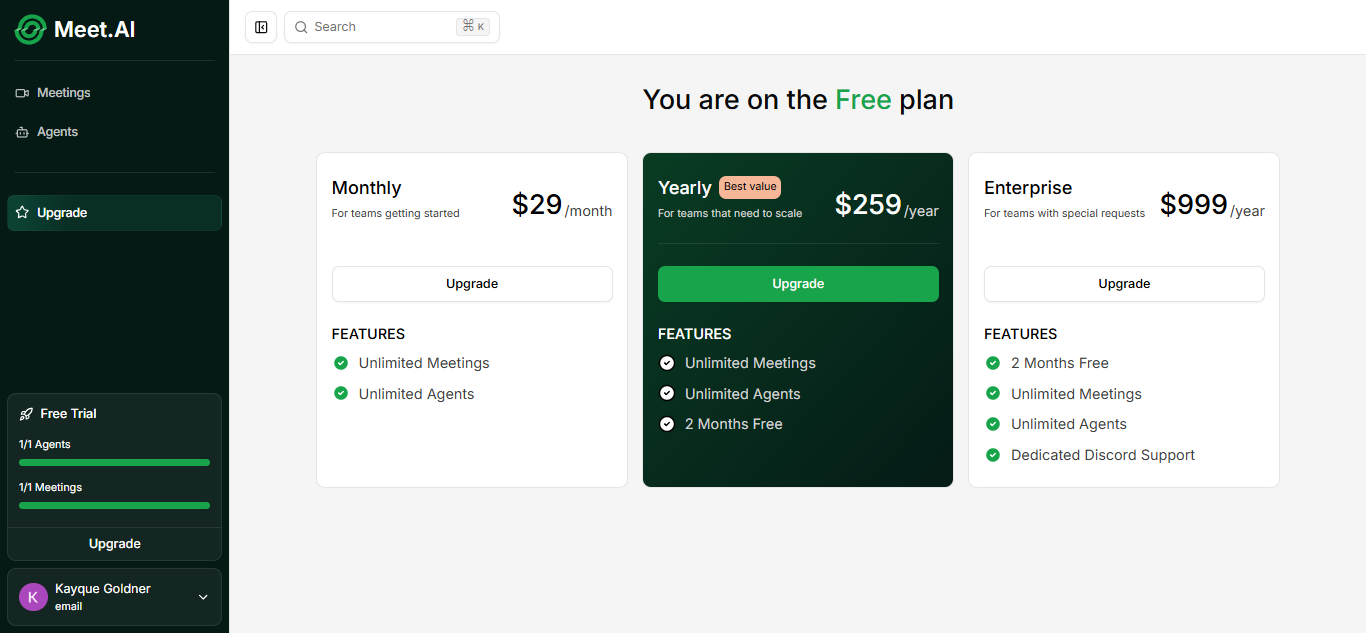 Meet.AI
Meetings
Agents
Upgrade
Free Trial
1/1 Agents
1/1 Meetings
Upgrade
K
Kayque Goldner
email
Search
⌘ K
You are on the Free plan
Monthly
For teams getting started
$29/month
Upgrade
FEATURES
Unlimited Meetings
Unlimited Agents
Yearly Best value
For teams that need to scale
$259/year
Upgrade
FEATURES
Unlimited Meetings
Unlimited Agents
2 Months Free
Enterprise
For teams with special requests
$999/year
Upgrade
FEATURES
2 Months Free
Unlimited Meetings
Unlimited Agents
Dedicated Discord Support